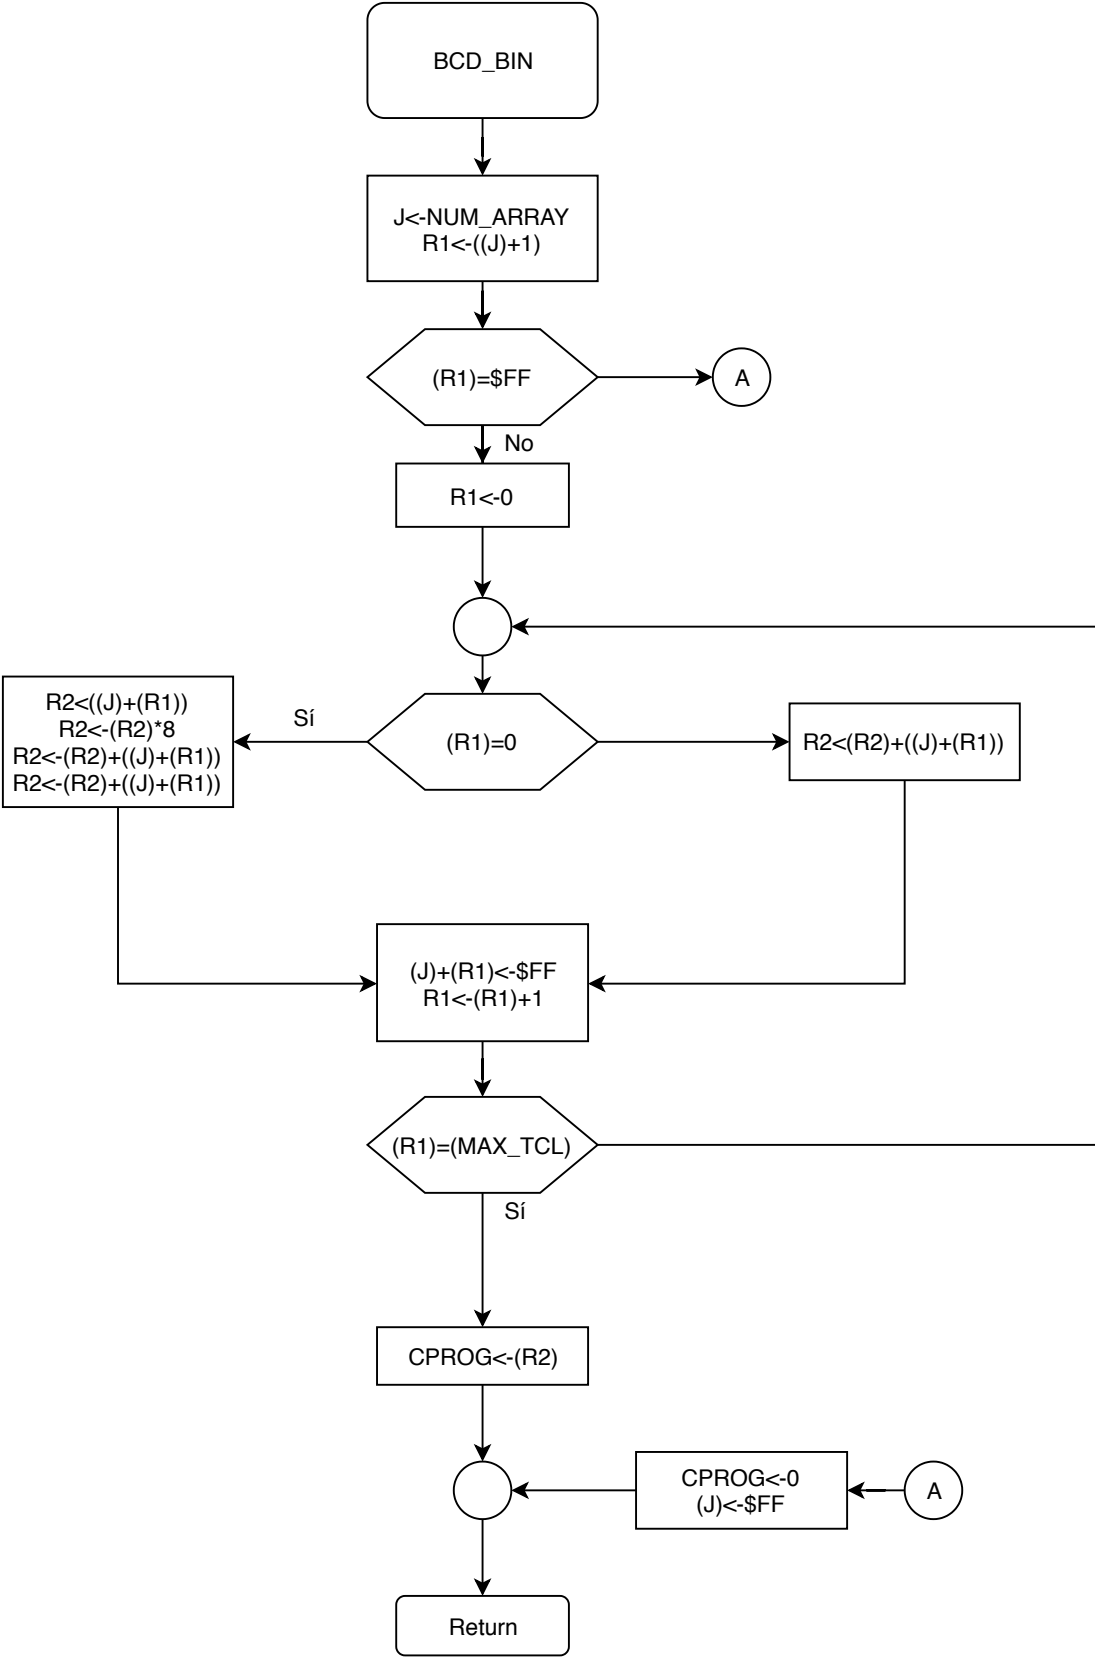 BCD_BIN
J<-NUM_ARRAY
R1<-((J)+1)
(R1)=$FF
A
No
R1<-0
R2<((J)+(R1))
R2<-(R2)*8
R2<-(R2)+((J)+(R1))
R2<-(R2)+((J)+(R1))
Sí
(R1)=0
R2<(R2)+((J)+(R1))
(J)+(R1)<-$FF
R1<-(R1)+1
(R1)=(MAX_TCL)
Sí
CPROG<-(R2)
CPROG<-0
(J)<-$FF
A
Return